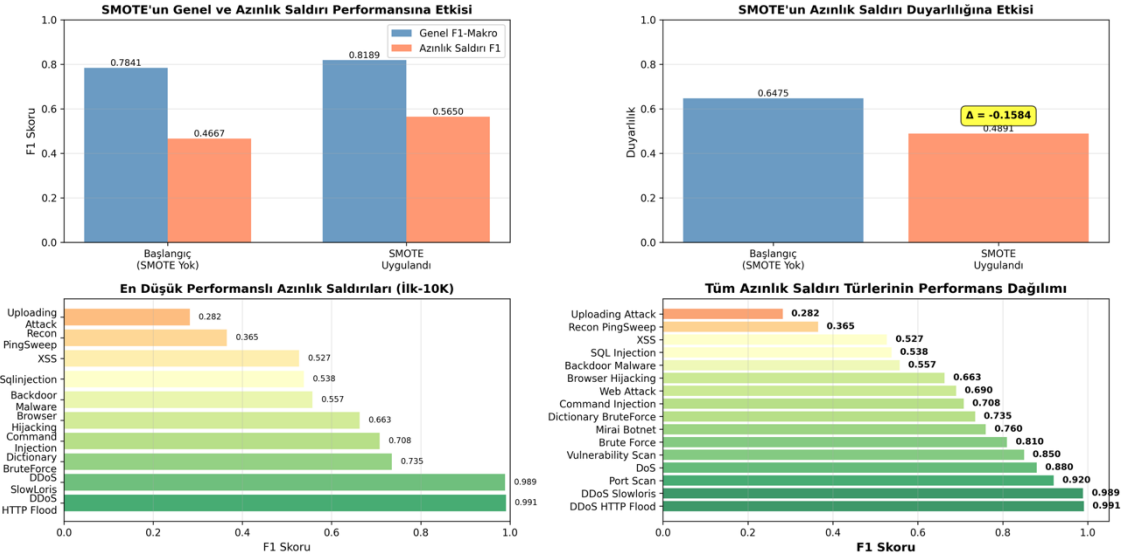 SMOTE'un Genel ve Azınlık Saldırı Performansına Etkisi
1.0
0.8
0.6
0.4
0.2
0.0
F1 Skoru
Genel F1-Makro
Azınlık Saldırı F1
0.7841
0.4667
0.8189
0.5650
Başlangıç
(SMOTE Yok)
SMOTE
Uygulandı
SMOTE'un Azınlık Saldırı Duyarlılığına Etkisi
1.0
0.8
0.6
0.4
0.2
0.0
Duyarlılık
0.6475
Δ = -0.1584
0.4891
Başlangıç
(SMOTE Yok)
SMOTE
Uygulandı
En Düşük Performanslı Azınlık Saldırıları (İlk-10K)
Uploading
Attack
0.282
Recon
PingSweep
0.365
XSS
0.527
Sqlinjection
0.538
Backdoor
Malware
0.557
Browser
Hijacking
0.663
Command
Injection
0.708
Dictionary
BruteForce
0.735
DDoS
SlowLoris
0.989
DDoS
HTTP Flood
0.991
0.0 0.2 0.4 0.6 0.8 1.0
F1 Skoru
Tüm Azınlık Saldırı Türlerinin Performans Dağılımı
Uploading Attack 0.282
Recon PingSweep 0.365
XSS 0.527
SQL Injection 0.538
Backdoor Malware 0.557
Browser Hijacking 0.663
Web Attack 0.690
Command Injection 0.708
Dictionary BruteForce 0.735
Mirai Botnet 0.760
Brute Force 0.810
Vulnerability Scan 0.850
DoS 0.880
Port Scan 0.920
DDoS Slowloris 0.989
DDoS HTTP Flood 0.991
0.0 0.2 0.4 0.6 0.8 1.0
F1 Skoru